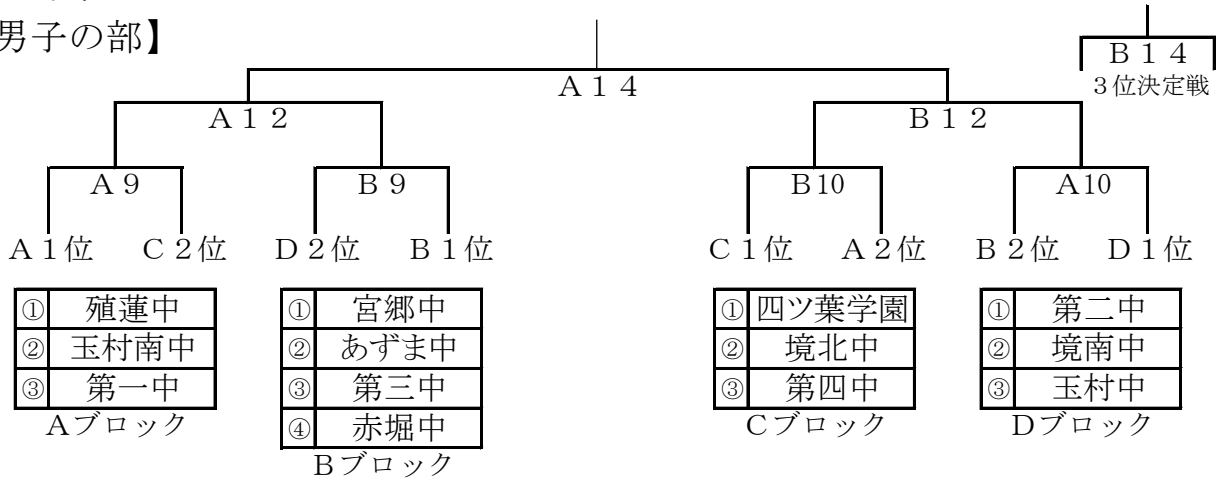 男子の部】
B14
３位決定戦
A14
A12
B12
A9
B9
B10
A10
A1位
C2位
D2位
B1位
C1位
A2位
B2位
D1位
① 殖蓮中
② 玉村南中
③ 第一中
Aブロック
① 宮郷中
② あずま中
③ 第三中
④ 赤堀中
Bブロック
① 四ツ葉学園
② 境北中
③ 第四中
Cブロック
① 第二中
② 境南中
③ 玉村中
Dブロック